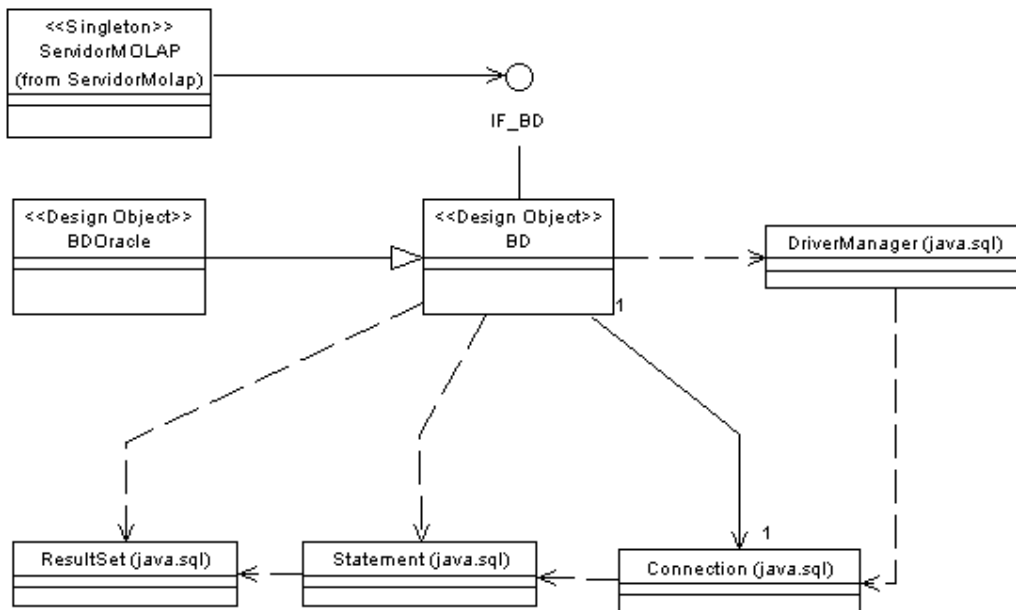 <<Singleton>>
ServidorMOLAP
(from ServidorMolap)
IF_BD
<<Design Object>>
BDOracle
<<Design Object>>
BD
DriverManager (java.sql)
1
1
ResultSet (java.sql)
Statement (java.sql)
Connection (java.sql)